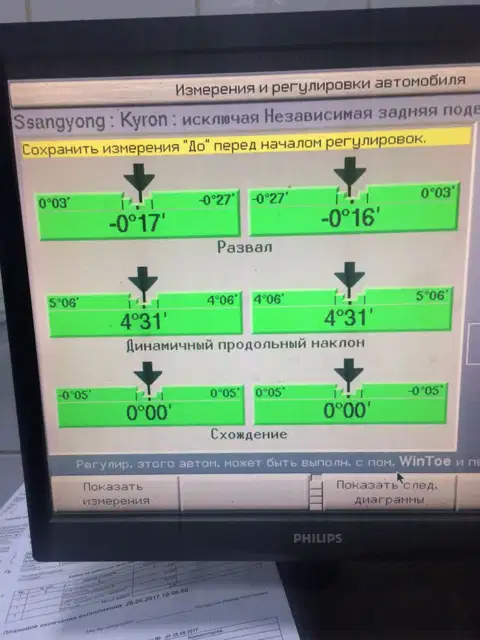 Измерения и регулировки автомобиля
Ssangyong : Kyron : исключая Независимая задняя подв
Сохранить измерения "До" перед началом регулировок.
0°03' -0°27' -0°27' 0°03'
-0°17' -0°16'
Развал
5°06' 4°06' 4°06' 5°06'
4°31' 4°31'
Динамичный продольный наклон
-0°05' 0°05' 0°05' -0°05'
0°00' 0°00'
Схождение
Регулир. этого автом. может быть выполн. с пом. WinToe и
Показать Показать след.
измерения диаграммы
PHILIPS